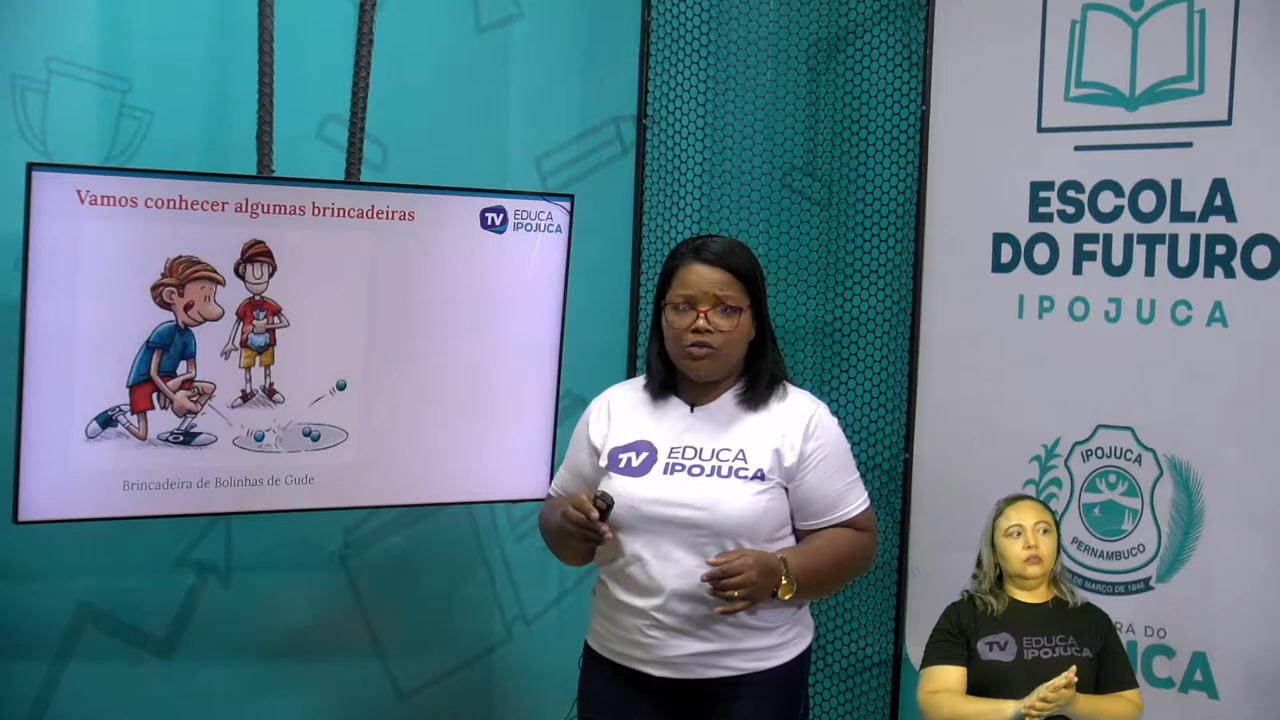 Vamos conhecer algumas brincadeiras
TV EDUCA
IPOJUCA
Brincadeira de Bolinhas de Gude
TV EDUCA
IPOJUCA
ESCOLA
DO FUTURO
IPOJUCA
IPOJUCA
PERNAMBUCO
DE MARÇO DE 1846
RA DO
UCA
TV EDUCA
IPOJUCA